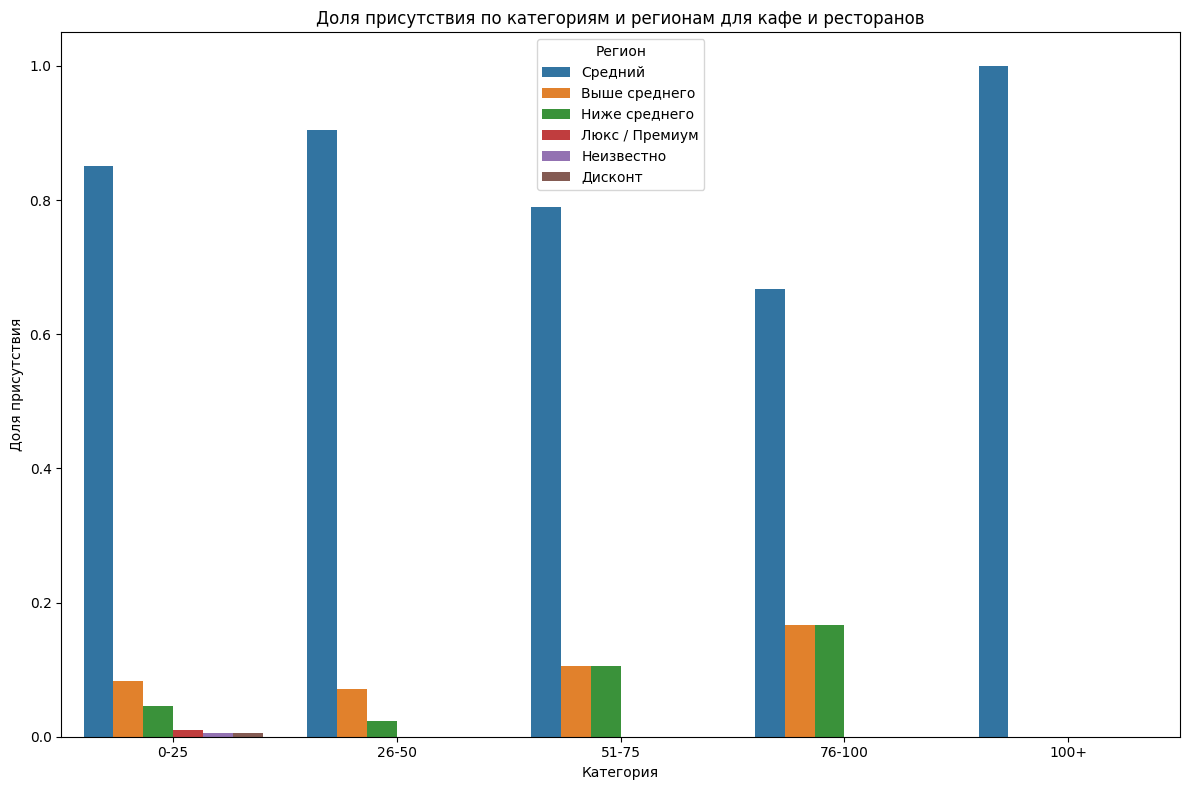 Доля присутствия по категориям и регионам для кафе и ресторанов
Регион
Средний
Выше среднего
Ниже среднего
Люкс / Премиум
Неизвестно
Дисконт
Доля присутствия
1.0
0.8
0.6
0.4
0.2
0.0
0-25
26-50
51-75
76-100
100+
Категория